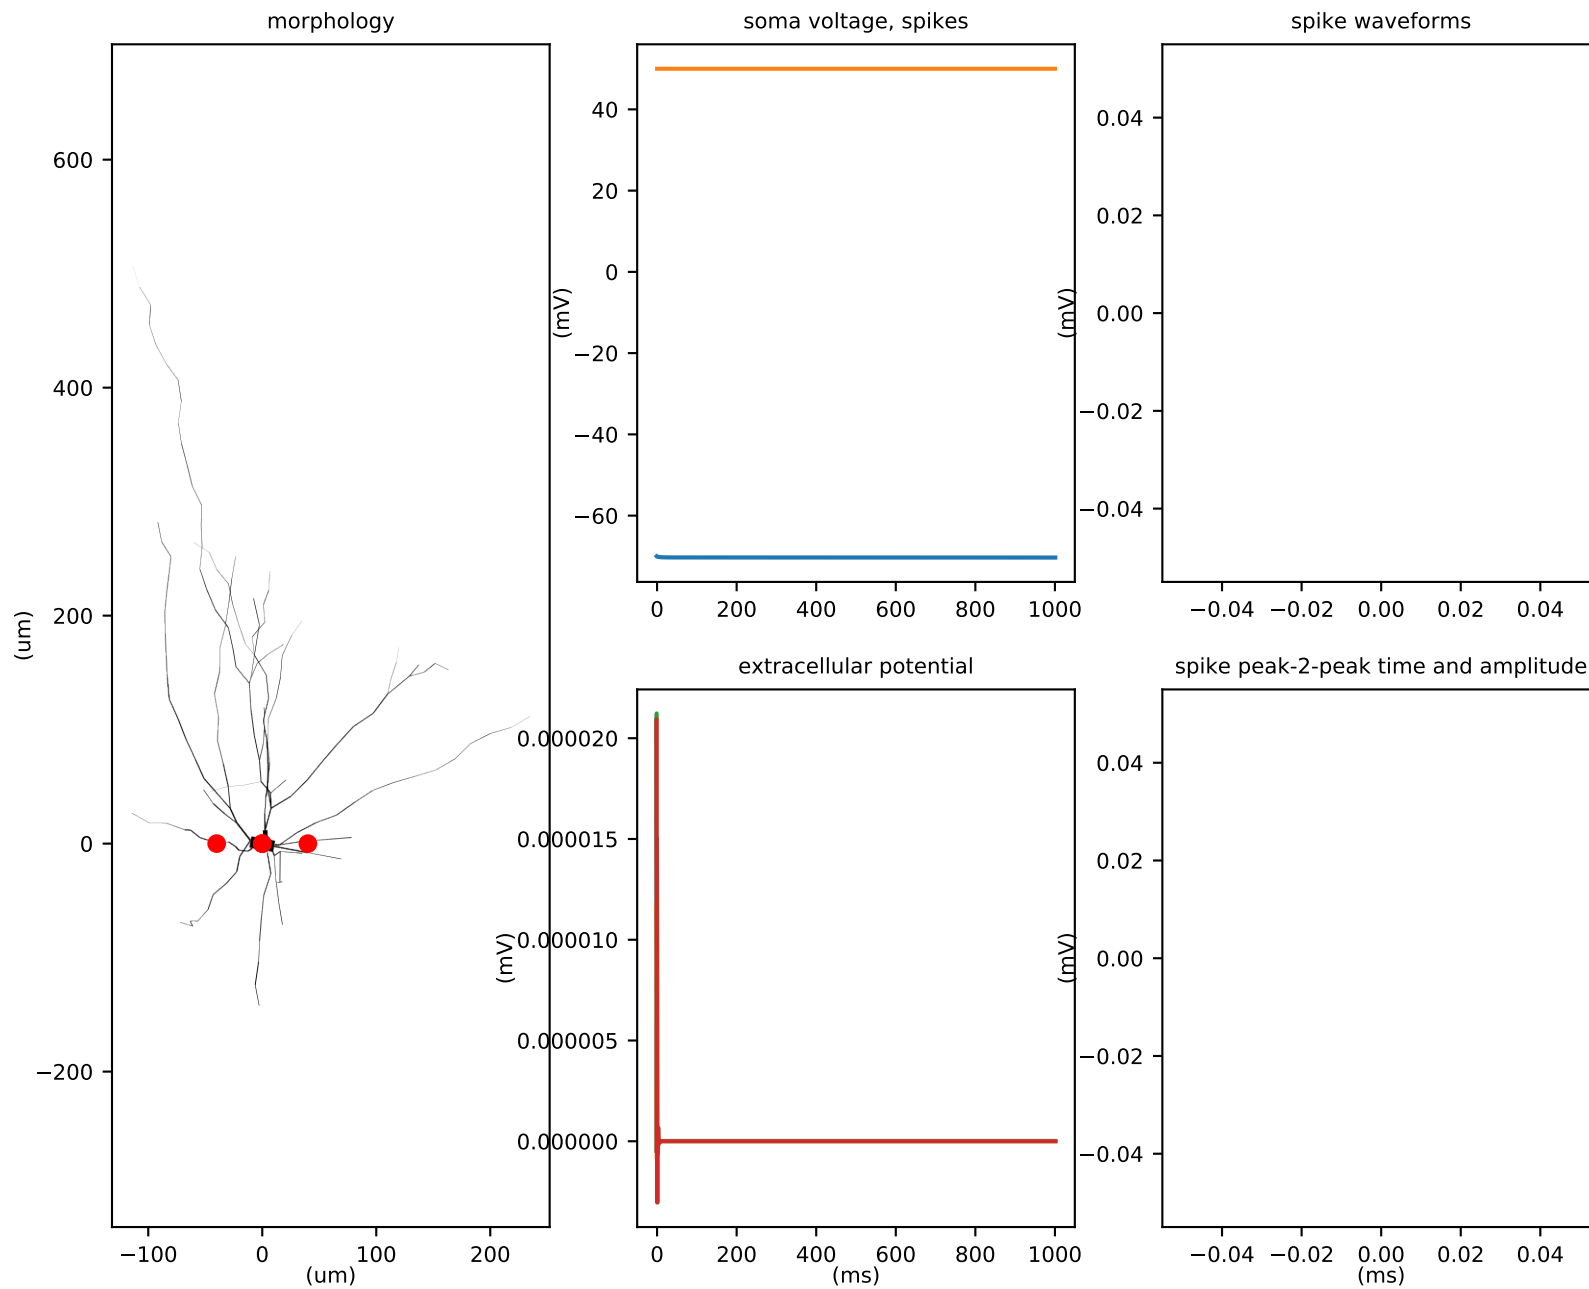 morphology
600
400
200
0
−200
(um)
−100 0 100 200
(um)
soma voltage, spikes
40
20
0
−20
−40
−60
(mV)
0 200 400 600 800 1000
spike waveforms
0.04
0.02
0.00
−0.02
−0.04
(mV)
−0.04 −0.02 0.00 0.02 0.04
extracellular potential
0.000020
0.000015
0.000010
0.000005
0.000000
(mV)
0 200 400 600 800 1000
(ms)
spike peak-2-peak time and amplitude
0.04
0.02
0.00
−0.02
−0.04
(mV)
−0.04 −0.02 0.00 0.02 0.04
(ms)